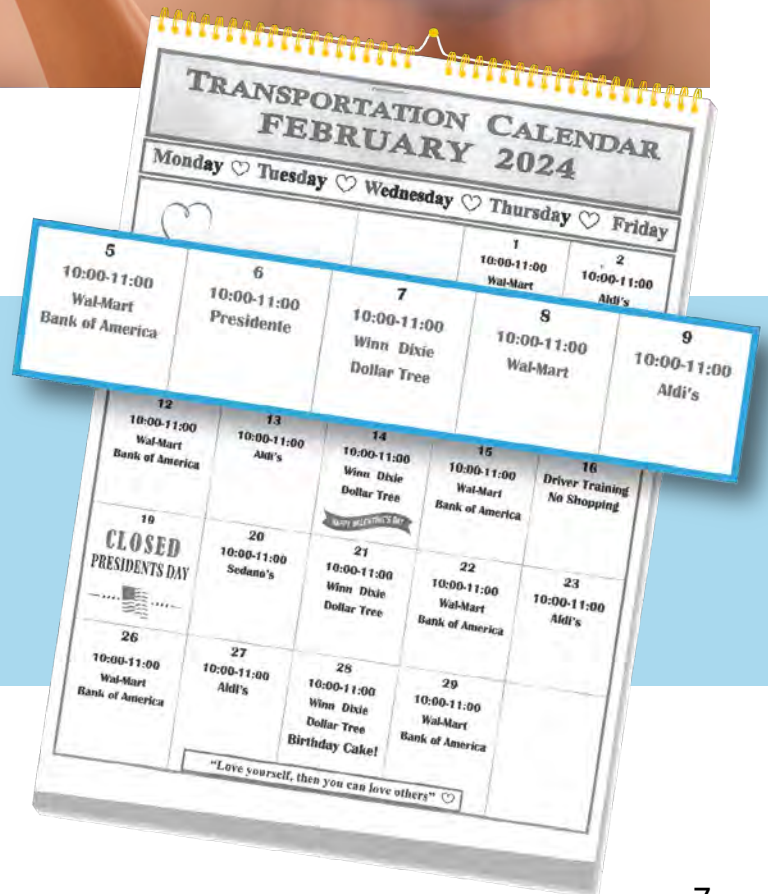 TRANSPORTATION CALENDAR
FEBRUARY 2024
Monday ♡ Tuesday ♡ Wednesday ♡ Thursday ♡ Friday
1
10:00-11:00
Wal-Mart
2
10:00-11:00
Aldi's
5
10:00-11:00
Wal-Mart
Bank of America
6
10:00-11:00
Presidente
7
10:00-11:00
Winn Dixie
Dollar Tree
8
10:00-11:00
Wal-Mart
9
10:00-11:00
Aldi's
12
10:00-11:00
Wal-Mart
Bank of America
13
10:00-11:00
Aldi's
14
10:00-11:00
Winn Dixie
Dollar Tree
HAPPY VALENTINE'S DAY
15
10:00-11:00
Wal-Mart
Bank of America
16
Driver Training
No Shopping
19
CLOSED
PRESIDENTS DAY
20
10:00-11:00
Sedano's
21
10:00-11:00
Winn Dixie
Dollar Tree
22
10:00-11:00
Wal-Mart
Bank of America
23
10:00-11:00
Aldi's
26
10:00-11:00
Wal-Mart
Bank of America
27
10:00-11:00
Aldi's
28
10:00-11:00
Winn Dixie
Dollar Tree
Birthday Cake!
29
10:00-11:00
Wal-Mart
Bank of America
"Love yourself, then you can love others" ♡